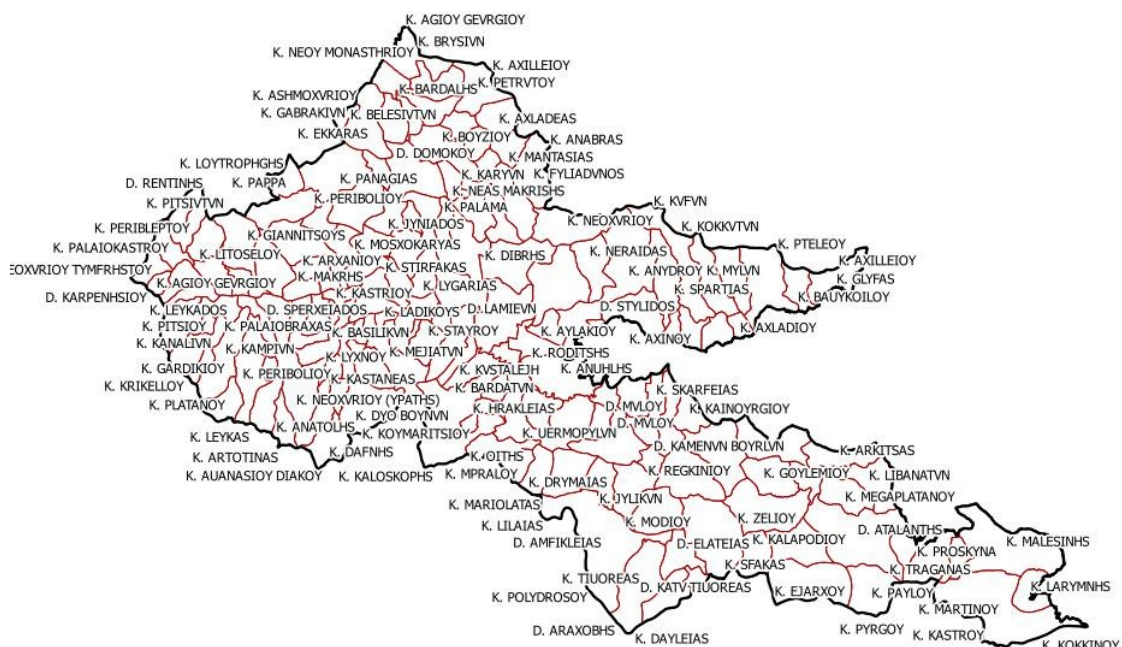 K. AGIOY GEVRGIOY
K. BRYSIVN
K. NEOY MONASTHRIOY
K. AXILLEIOY
K. PETRVTOY
K. BARDALHS
K. ASHMOXVRIOY
K. GABRAKIVN
K. BELESIVTVN
K. AXLADEAS
K. EKKARAS
K. BOYZIOY
K. ANABRAS
D. DOMOKOY
K. MANTASIAS
K. LOYTROPHGHS
K. KARYVN
K. FYLIADVNOS
D. RENTINHS
K. PAPPA
K. PANAGIAS
K. NEAS MAKRISHS
K. PITSIVTVN
K. PERIBOLIOY
K. PALAMA
K. KVFVN
K. NEOXVRIOY
K. PERIBLEPTOY
K. JYNIADOS
K. KOKKVTVN
K. GIANNITSOYS
K. PALAIOKASTROY
K. MOSXOKARYAS
K. PTELEOY
K. LITOSELOY
K. ARXANIOY
K. DIBRHS
K. NERAIDAS
K. AXILLEIOY
EOXVRIOY TYMFRHSTOY
K. STIRFAKAS
K. ANYDROY
K. MYLVN
K. AGIOY GEVRGIOY
K. MAKRHS
K. GLYFAS
K. LYGARIAS
K. SPARTIAS
D. KARPENHSIOY
K. KASTRIOY
K. BAUYKOILOY
K. LEYKADOS
D. SPERXEIADOS
K. LADIKOYS
D. LAMIEVN
D. STYLIDOS
K. PITSIOY
K. PALAIOBRAXAS
K. BASILIKVN
K. STAYROY
K. AYLAKIOY
K. AXLADIOY
K. KANALIVN
K. KAMPIVN
K. LYXNOY
K. MEJIATVN
K. RODITSHS
K. AXINOY
K. GARDIKIOY
K. PERIBOLIOY
K. KASTANEAS
K. KVSTALEJH
K. ANUHLHS
K. KRIKELLOY
K. BARDATVN
K. SKARFEIAS
K. PLATANOY
K. NEOXVRIOY (YPATHS)
K. HRAKLEIAS
D. MVLOY
K. KAINOYRGIOY
K. DYO BOYNVN
D. MVLOY
K. LEYKAS
K. ANATOLHS
K. KOYMARITSIOY
K. UERMOPYLVN
D. KAMENVN BOYRLVN
K. ARTOTINAS
K. DAFNHS
K. OITHS
K. ARKITSAS
K. AUANASIOY DIAKOY
K. KALOSKOPHS
K. MPRALOY
K. DRYMAIAS
K. REGKINIOY
K. GOYLEMIOY
K. LIBANATVN
K. MARIOLATAS
K. JYLIKVN
K. MEGAPLATANOY
K. LILAIAS
K. MODIOY
K. ZELIOY
D. ATALANTHS
D. AMFIKLEIAS
D. ELATEIAS
K. KALAPODIOY
K. PROSKYNA
K. MALESINHS
K. SFAKAS
K. TRAGANAS
K. TIUOREAS
D. KATV TIUOREAS
K. LARYMNHS
K. POLYDROSOY
K. EJARXOY
K. PAYLOY
K. MARTINOY
D. ARAXOBHS
K. DAYLEIAS
K. PYRGOY
K. KASTROY
K. KOKKINOY